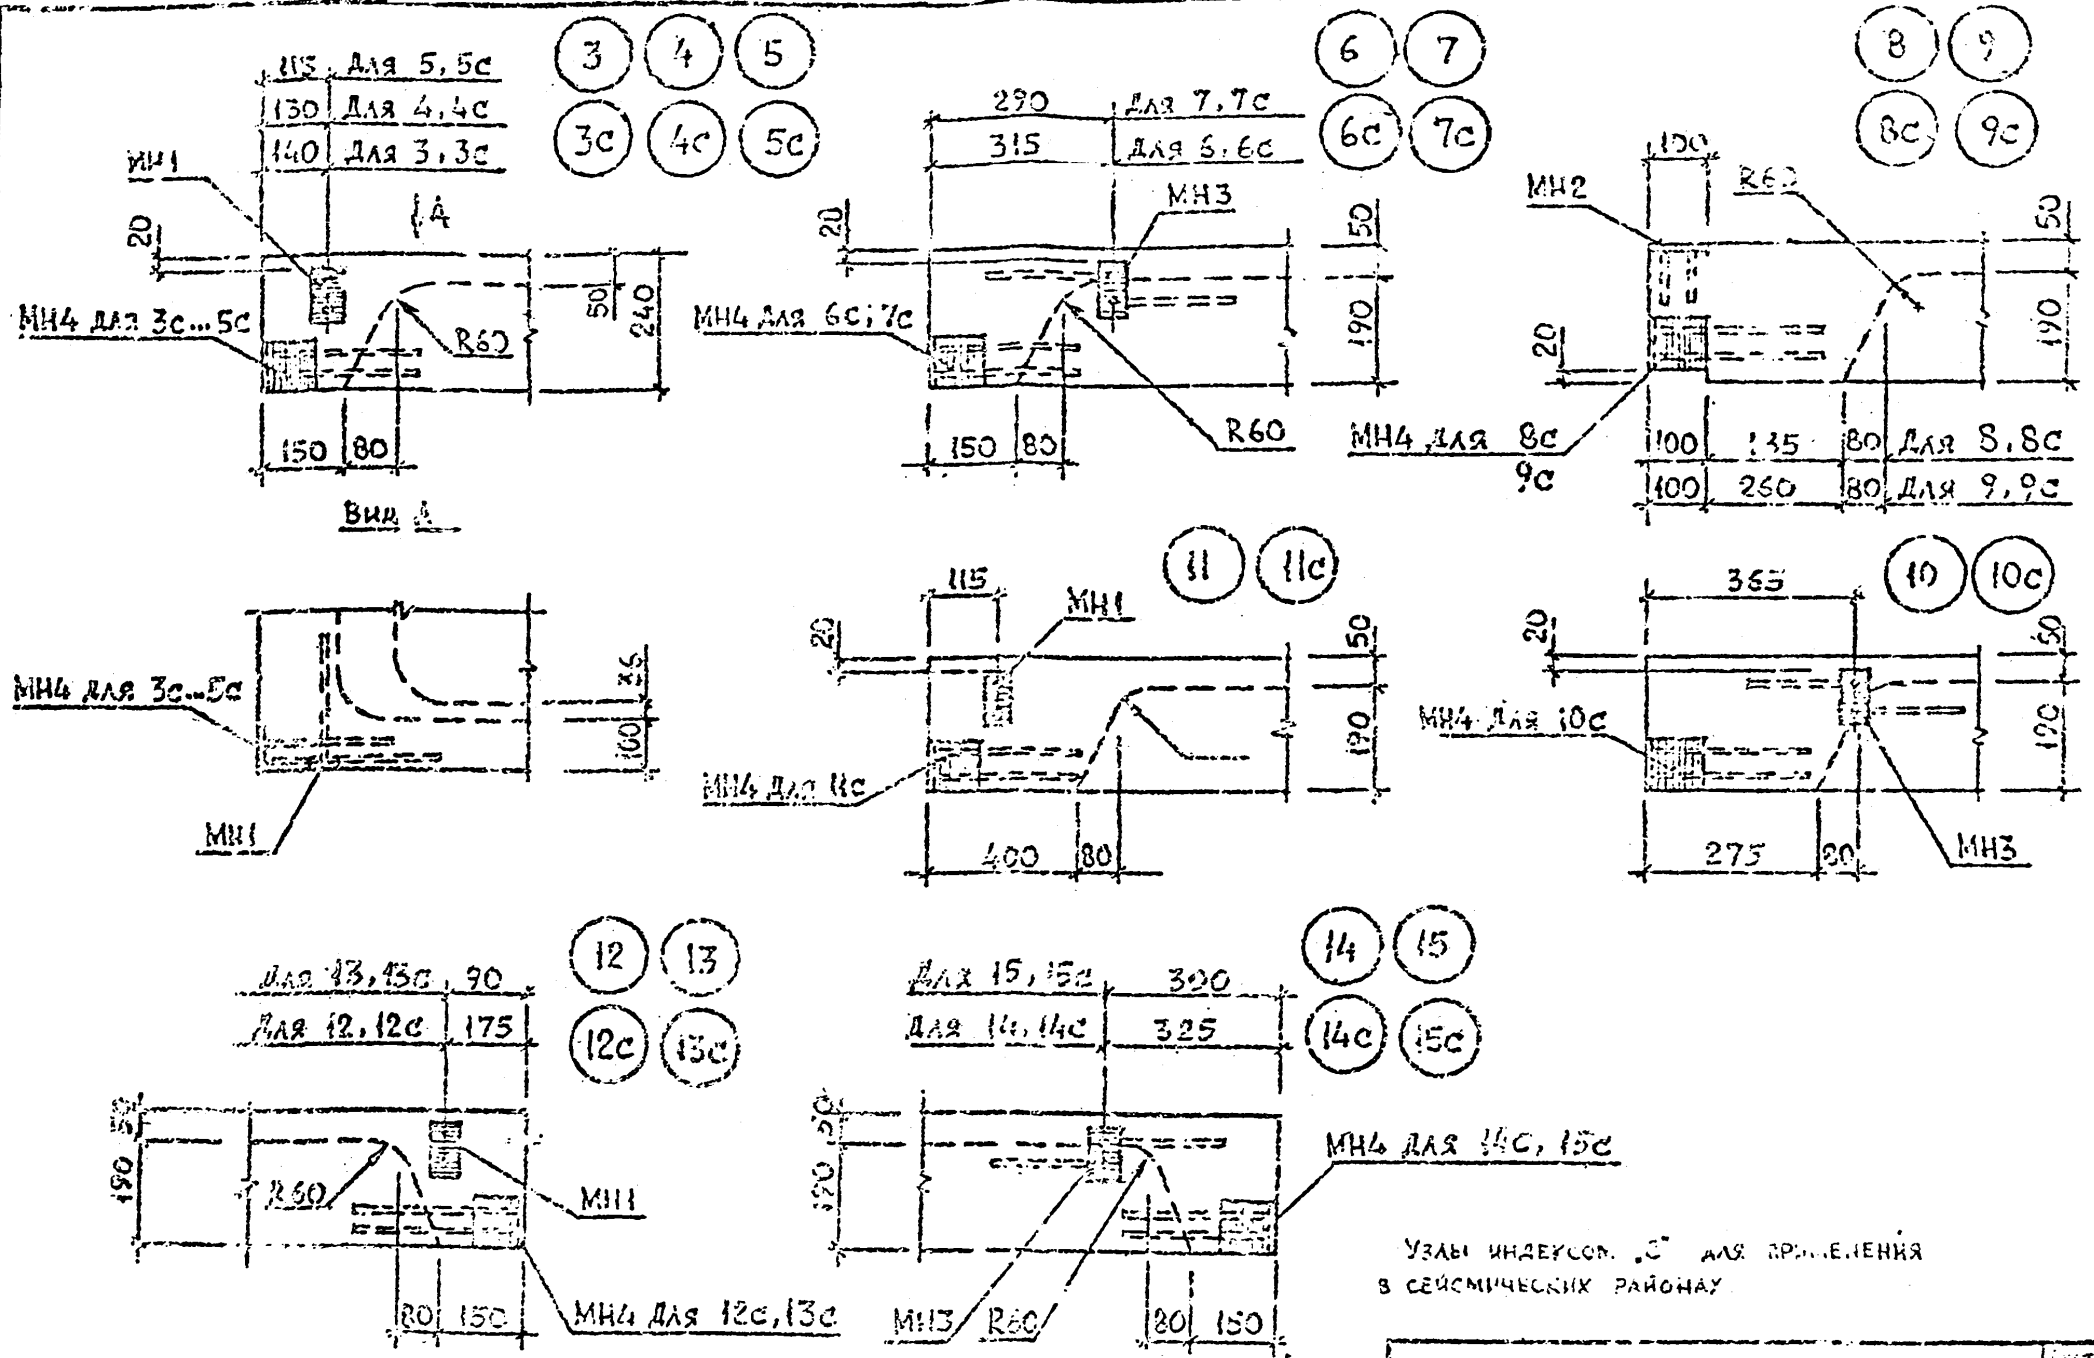 3 4 5
3с 4с 5с
115 Для 5,5с
130 Для 4,4с
140 Для 3,3с
МН1
А
20
МН4 для 3с...5с
R60
50
240
150 80
Вид А
6 7
6с 7с
290 Для 7,7с
315 Для 6,6с
МН3
20
50
190
МН4 для 6с;7с
R60
150 80
8 9
8с 9с
100
R60
МН2
50
190
20
МН4 для 8с
9с
100 80 Для 8,8с
100 260 80 Для 9,9с
МН4 для 3с...5с
100
МН1
11 11с
115
МН1
20
50
190
МН4 для 11с
400 80
10 10с
365
20
50
190
МН4 для 10с
275 80
МН3
12 13
12с 13с
Для 13,13с 90
Для 12,12с 175
50
190
R60
МН1
80 150
МН4 для 12с,13с
14 15
14с 15с
Для 15,15с 300
Для 14,14с 325
50
190
МН4 для 14с, 15с
МН3 R60
80 150
Узлы индексом „С" для применения
в сейсмических районах